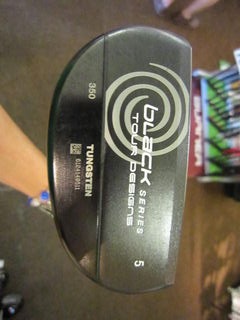 black SERIES
TOUR DESIGNS
5
350
TUNGSTEN